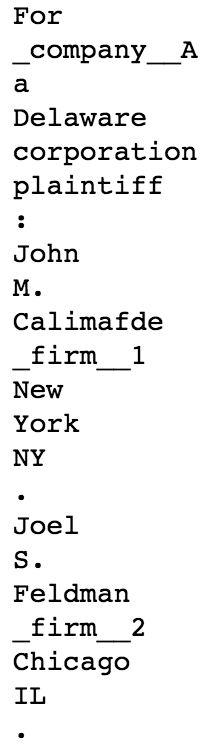 For
_company__A
a
Delaware
corporation
plaintiff
:
John
M.
Calimafde
_firm__1
New
York
NY
.
Joel
S.
Feldman
_firm__2
Chicago
IL
.